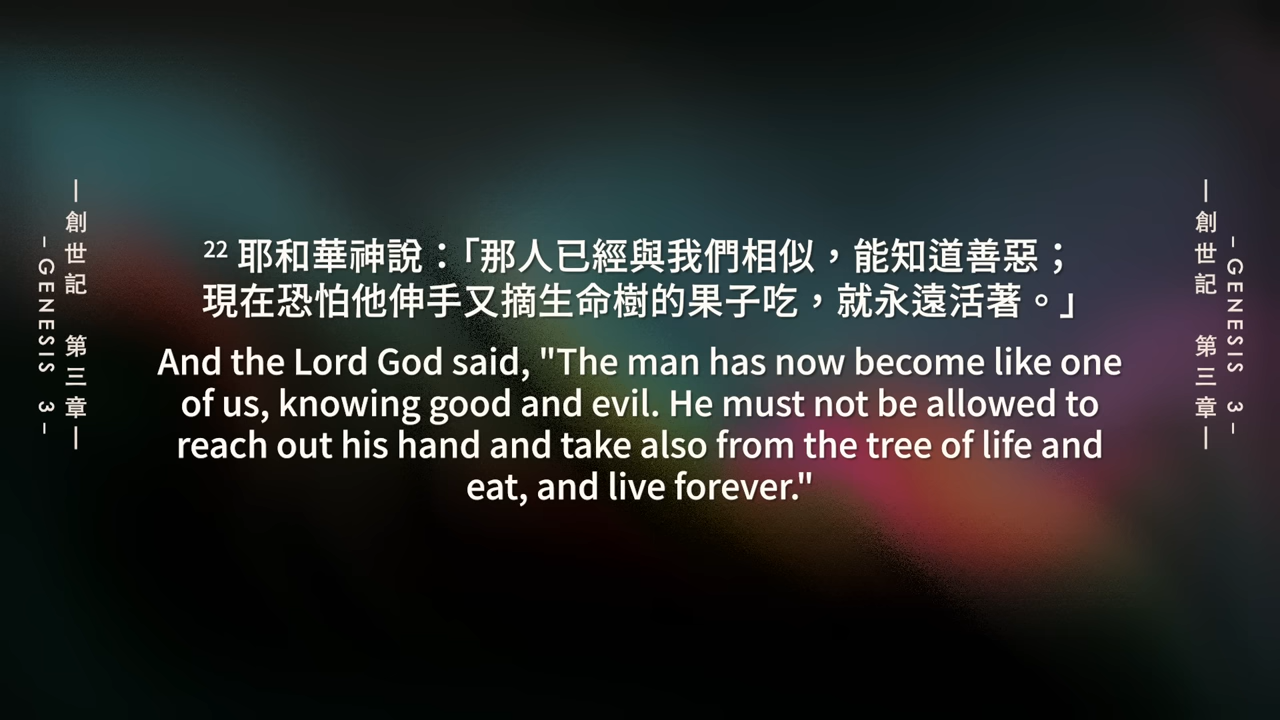 ｜創世記 第三章｜
– GENESIS 3 –
22 耶和華神說：「那人已經與我們相似，能知道善惡；
現在恐怕他伸手又摘生命樹的果子吃，就永遠活著。」
And the Lord God said, "The man has now become like one
of us, knowing good and evil. He must not be allowed to
reach out his hand and take also from the tree of life and
eat, and live forever."
｜創世記 第三章｜
– GENESIS 3 –